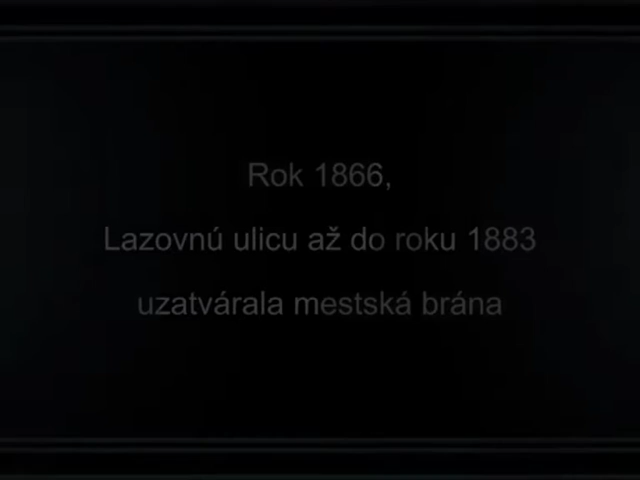 Rok 1866,
Lazovnú ulicu až do roku 1883
uzatvárala mestská brána